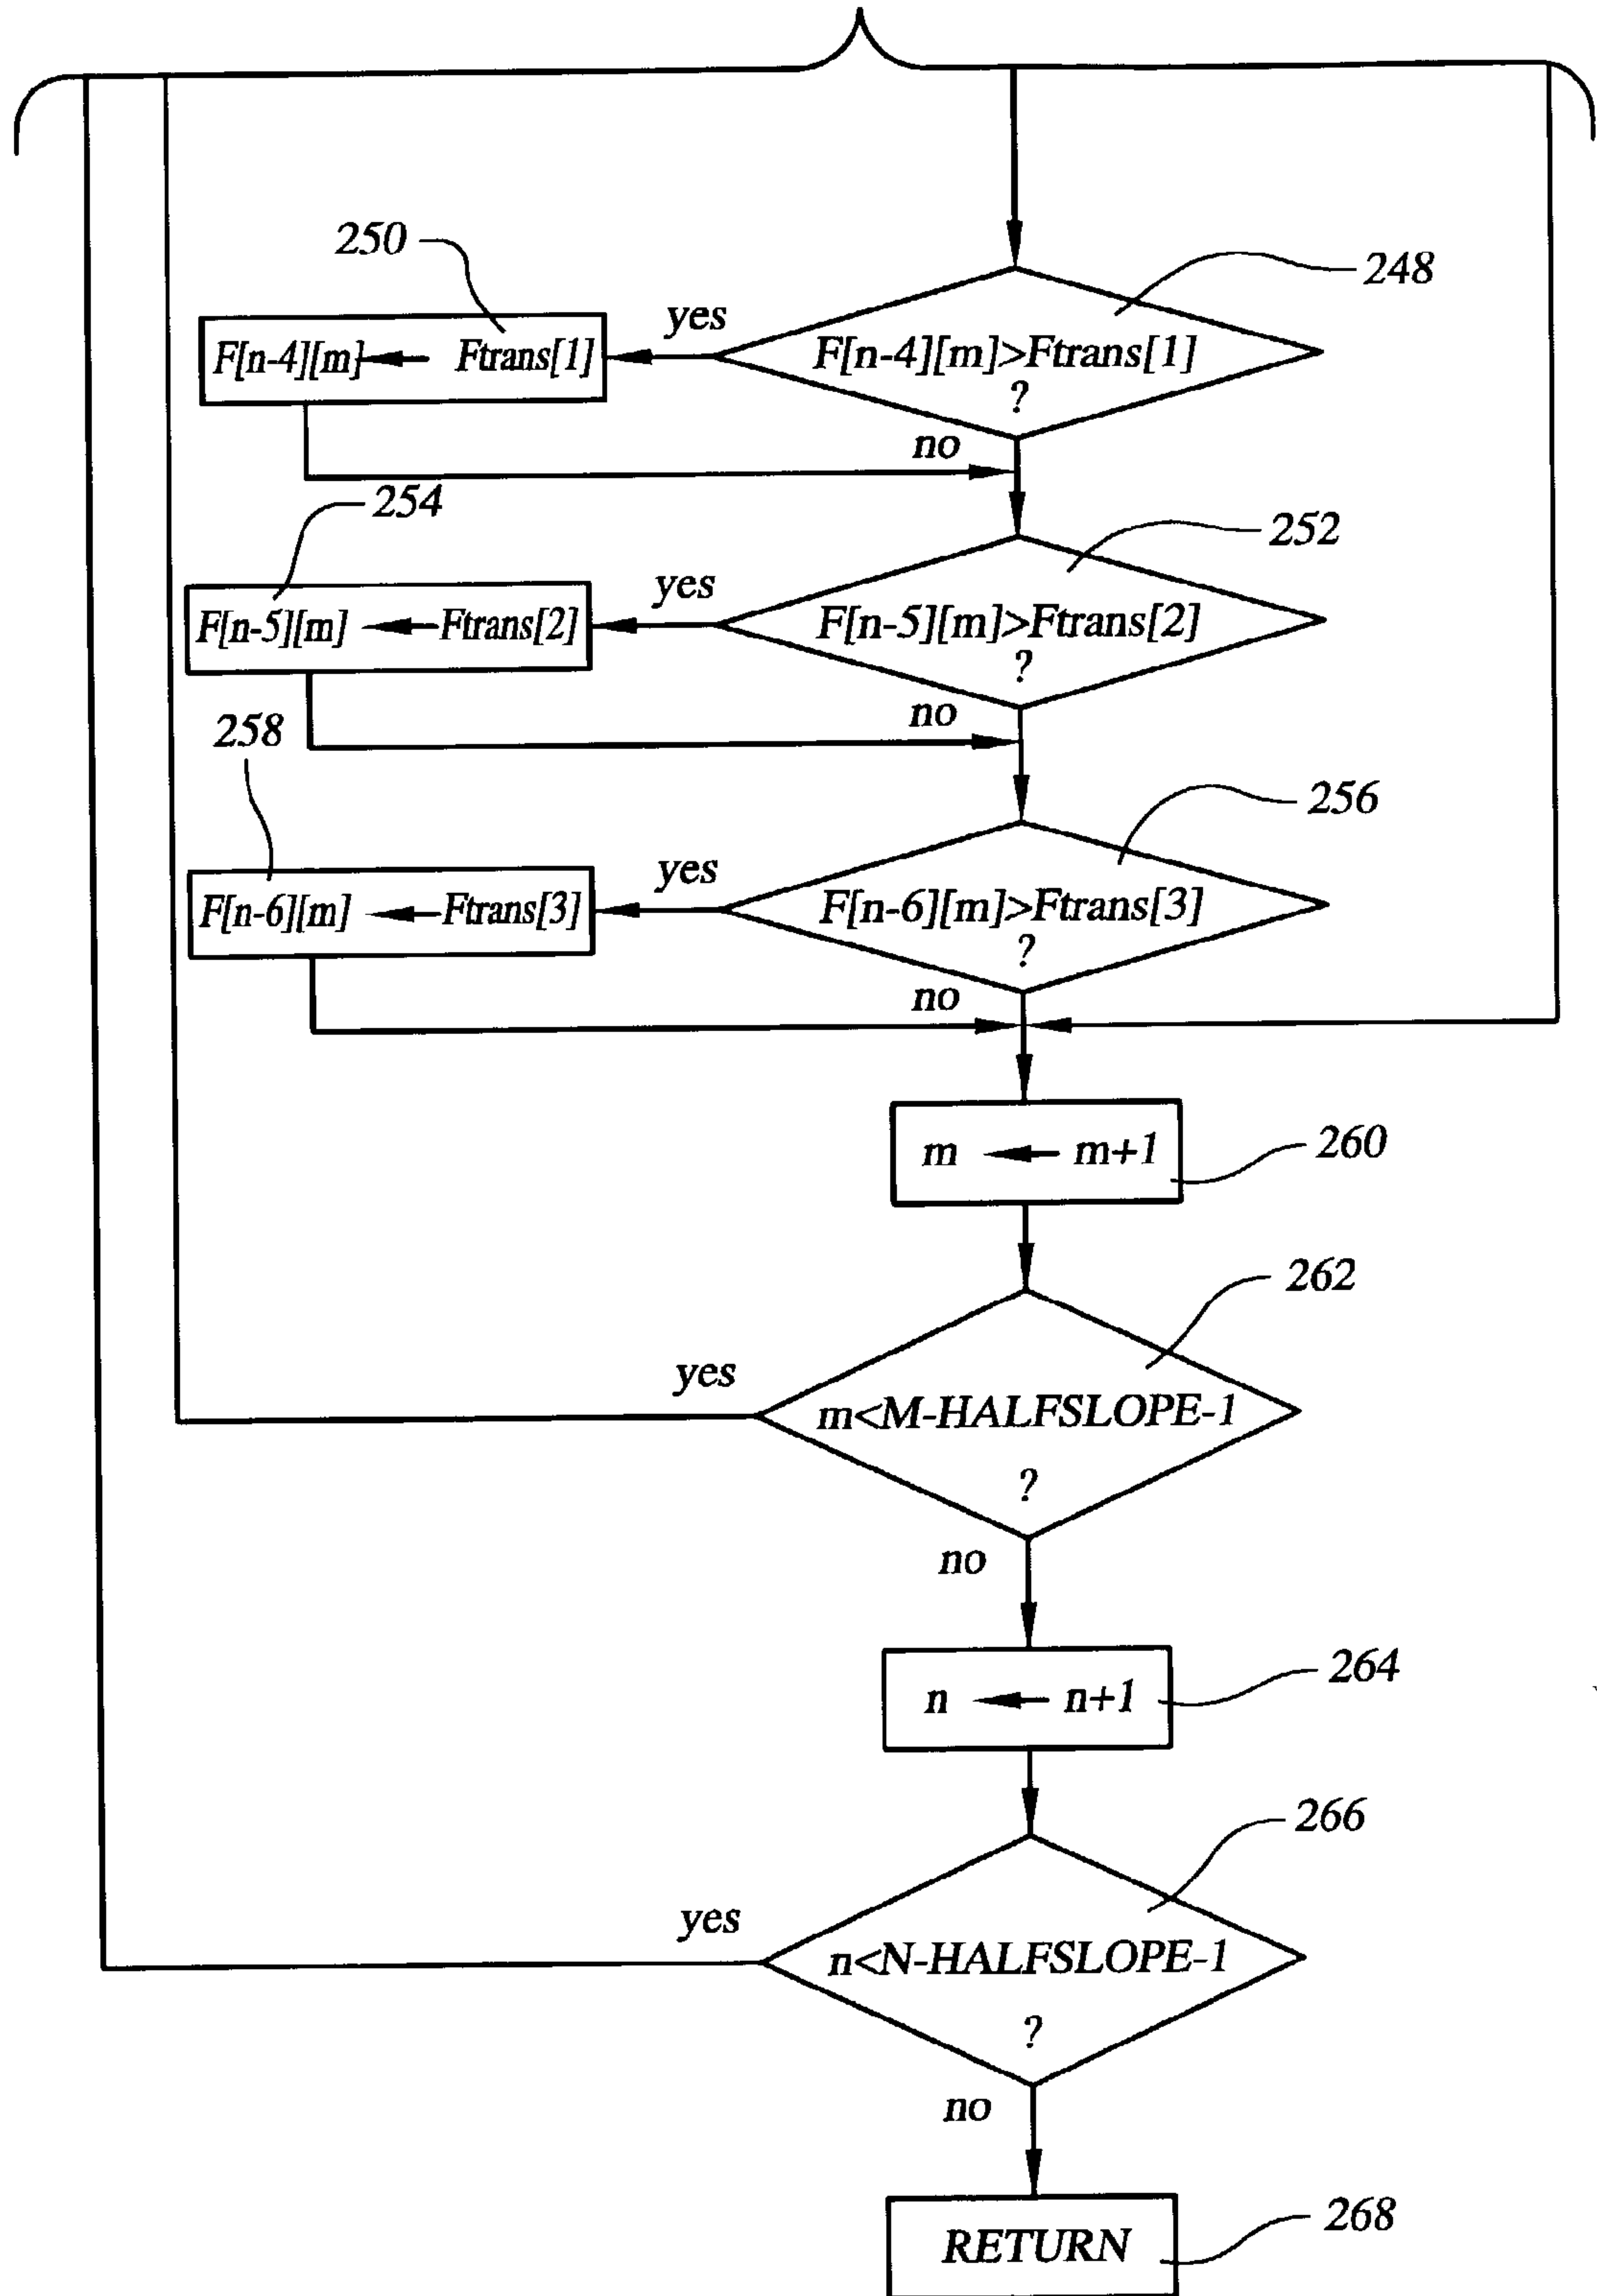 250
248
yes
F[n-4][m] ← Ftrans[1]
F[n-4][m]>Ftrans[1]
?
no
254
252
yes
F[n-5][m] ← Ftrans[2]
F[n-5][m]>Ftrans[2]
?
no
258
256
yes
F[n-6][m] ← Ftrans[3]
F[n-6][m]>Ftrans[3]
?
no
m ← m+1
260
262
yes
m<M-HALFSLOPE-1
?
no
n ← n+1
264
266
yes
n<N-HALFSLOPE-1
?
no
RETURN
268